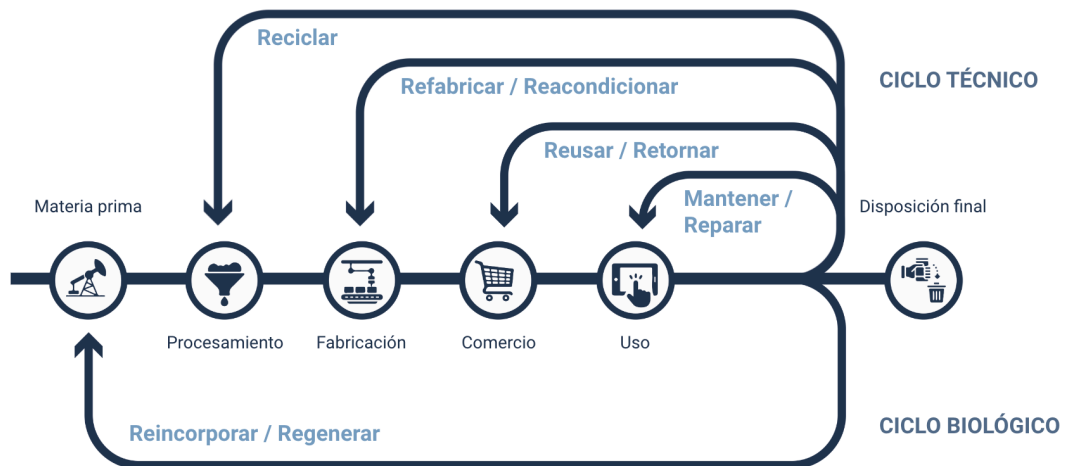 Reciclar
CICLO TÉCNICO
Refabricar / Reacondicionar
Reusar / Retornar
Mantener /
Reparar
Materia prima
Disposición final
Procesamiento
Fabricación
Comercio
Uso
Reincorporar / Regenerar
CICLO BIOLÓGICO